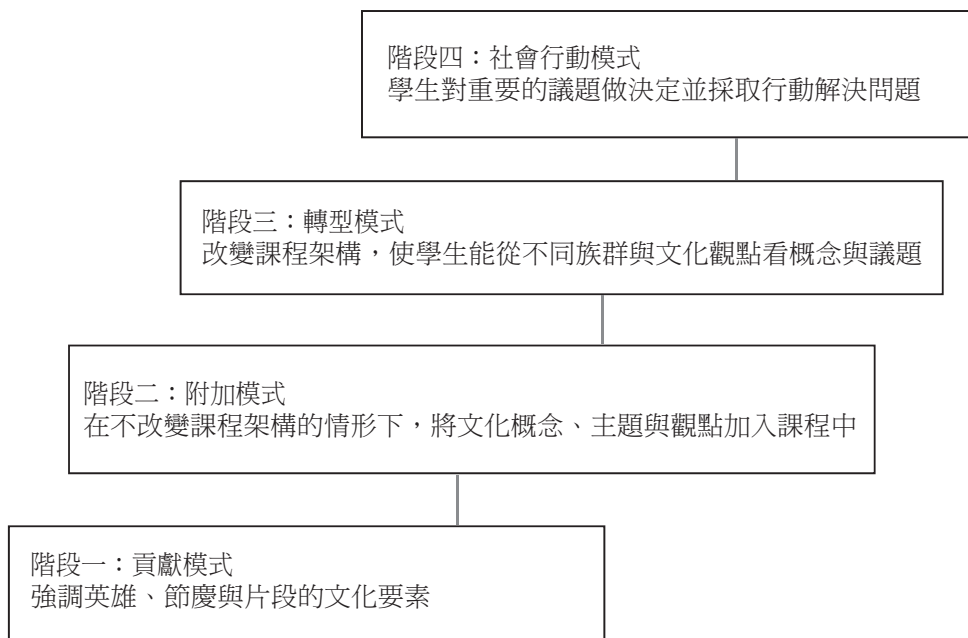 階段四：社會行動模式
學生對重要的議題做決定並採取行動解決問題
階段三：轉型模式
改變課程架構，使學生能從不同族群與文化觀點看概念與議題
階段二：附加模式
在不改變課程架構的情形下，將文化概念、主題與觀點加入課程中
階段一：貢獻模式
強調英雄、節慶與片段的文化要素